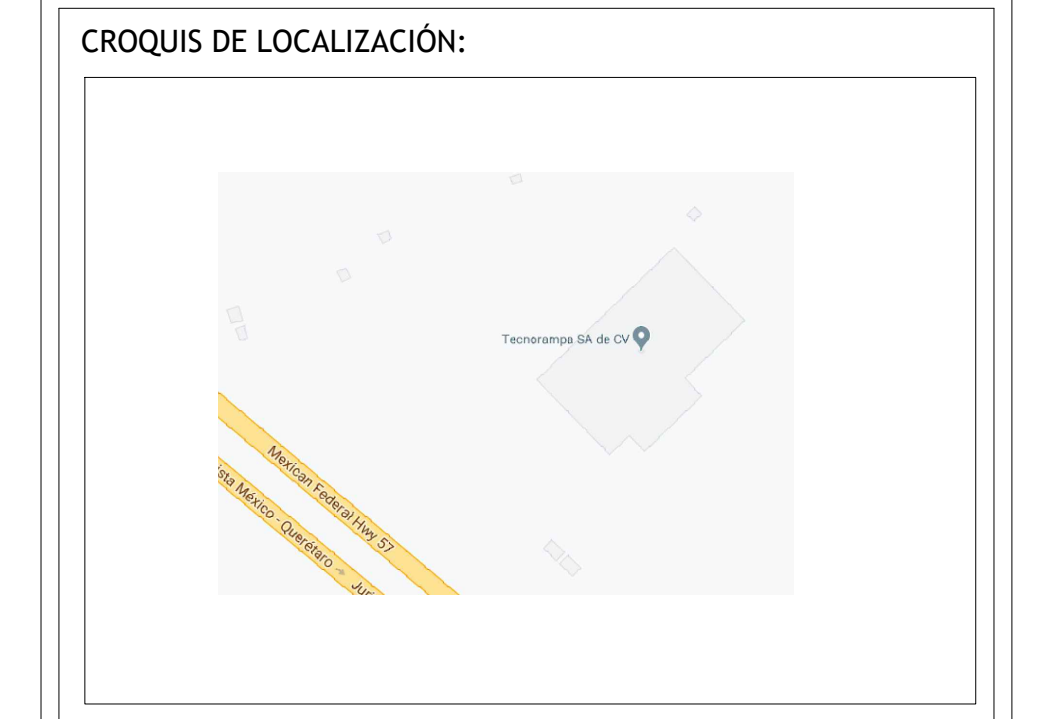 CROQUIS DE LOCALIZACIÓN:
Tecnorampa SA de CV
Mexican Federal Hwy 57
ista México - Querétaro